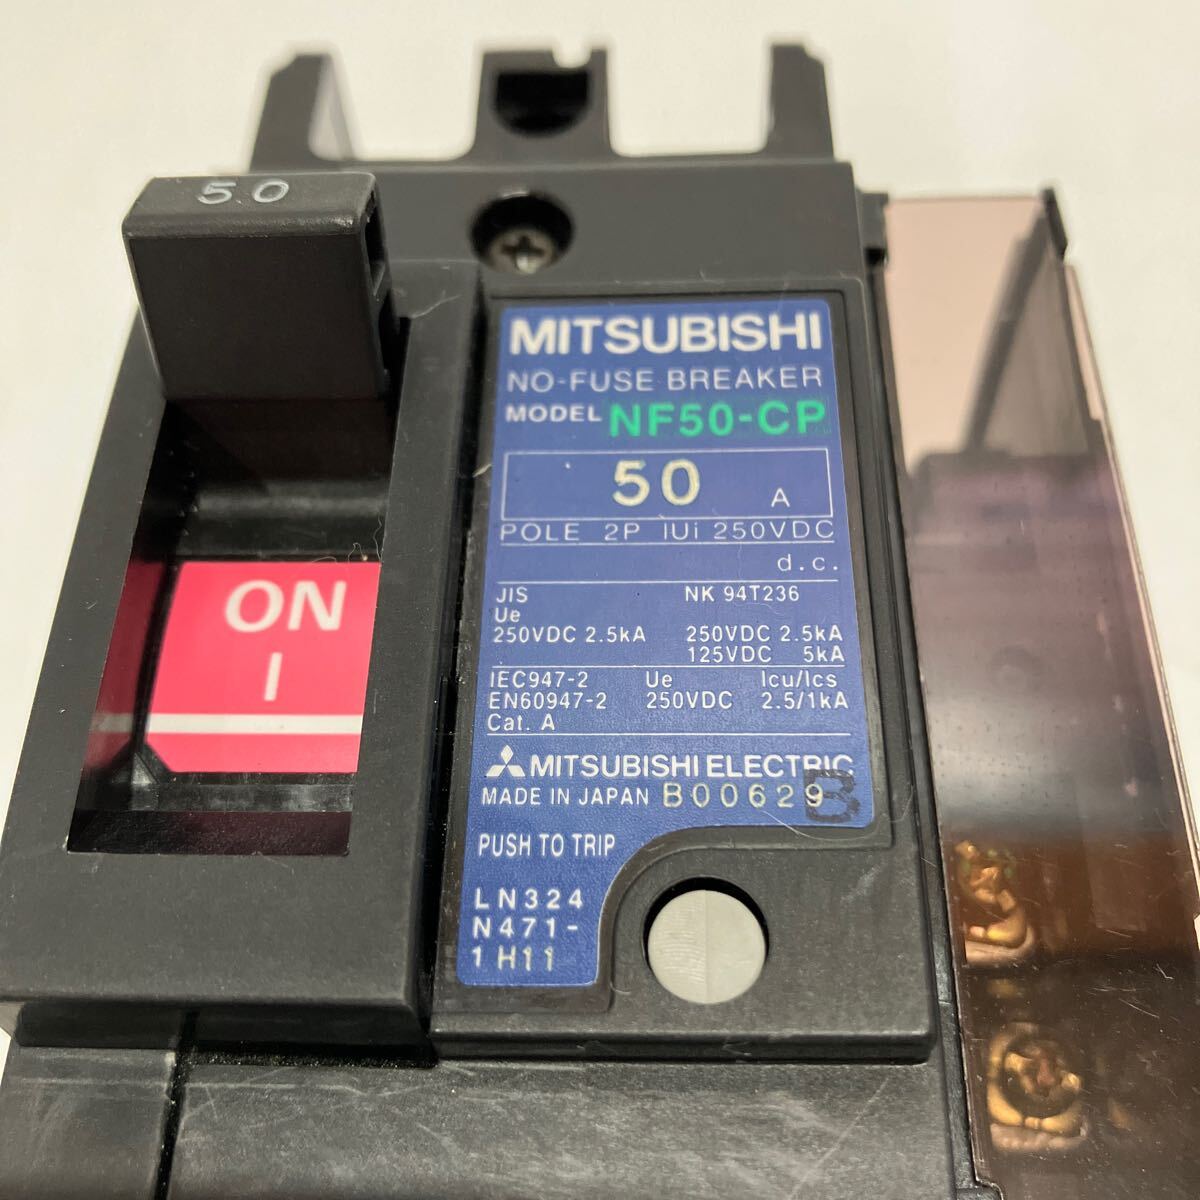 5.0
MITSUBISHI
NO-FUSE BREAKER
MODEL NF50-CP
50 A
POLE 2P IUi 250VDC
d.c.
JIS NK 94T236
Ue
250VDC 2.5kA 250VDC 2.5kA
125VDC 5kA
IEC947-2 Ue Icu/Ics
EN60947-2 250VDC 2.5/1kA
Cat. A
MITSUBISHI ELECTRIC
MADE IN JAPAN B00629 B
PUSH TO TRIP
LN324
N471-
1H11
ON
I